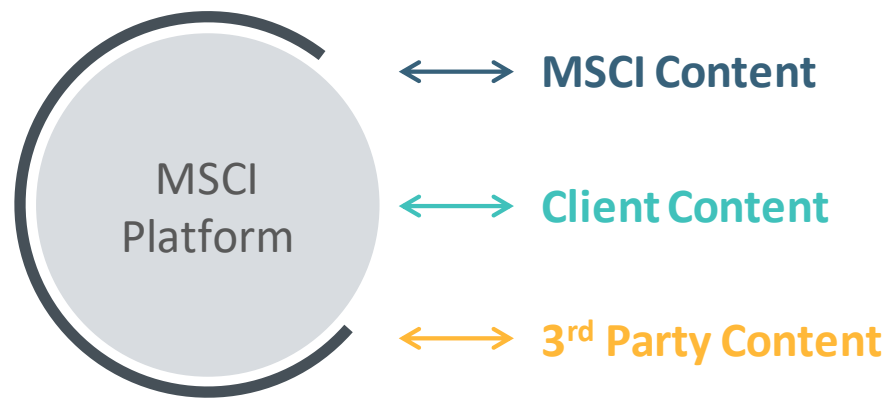 MSCI
Platform
MSCI Content
Client Content
3rd Party Content